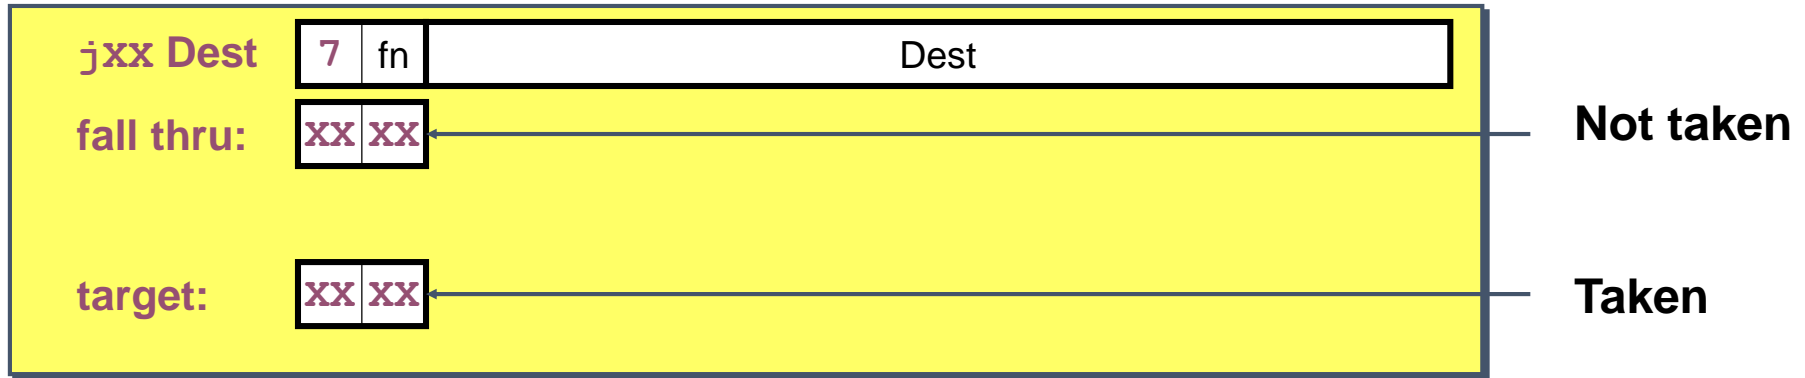 jXX Dest 7 fn Dest
fall thru: XX XX Not taken
target: XX XX Taken